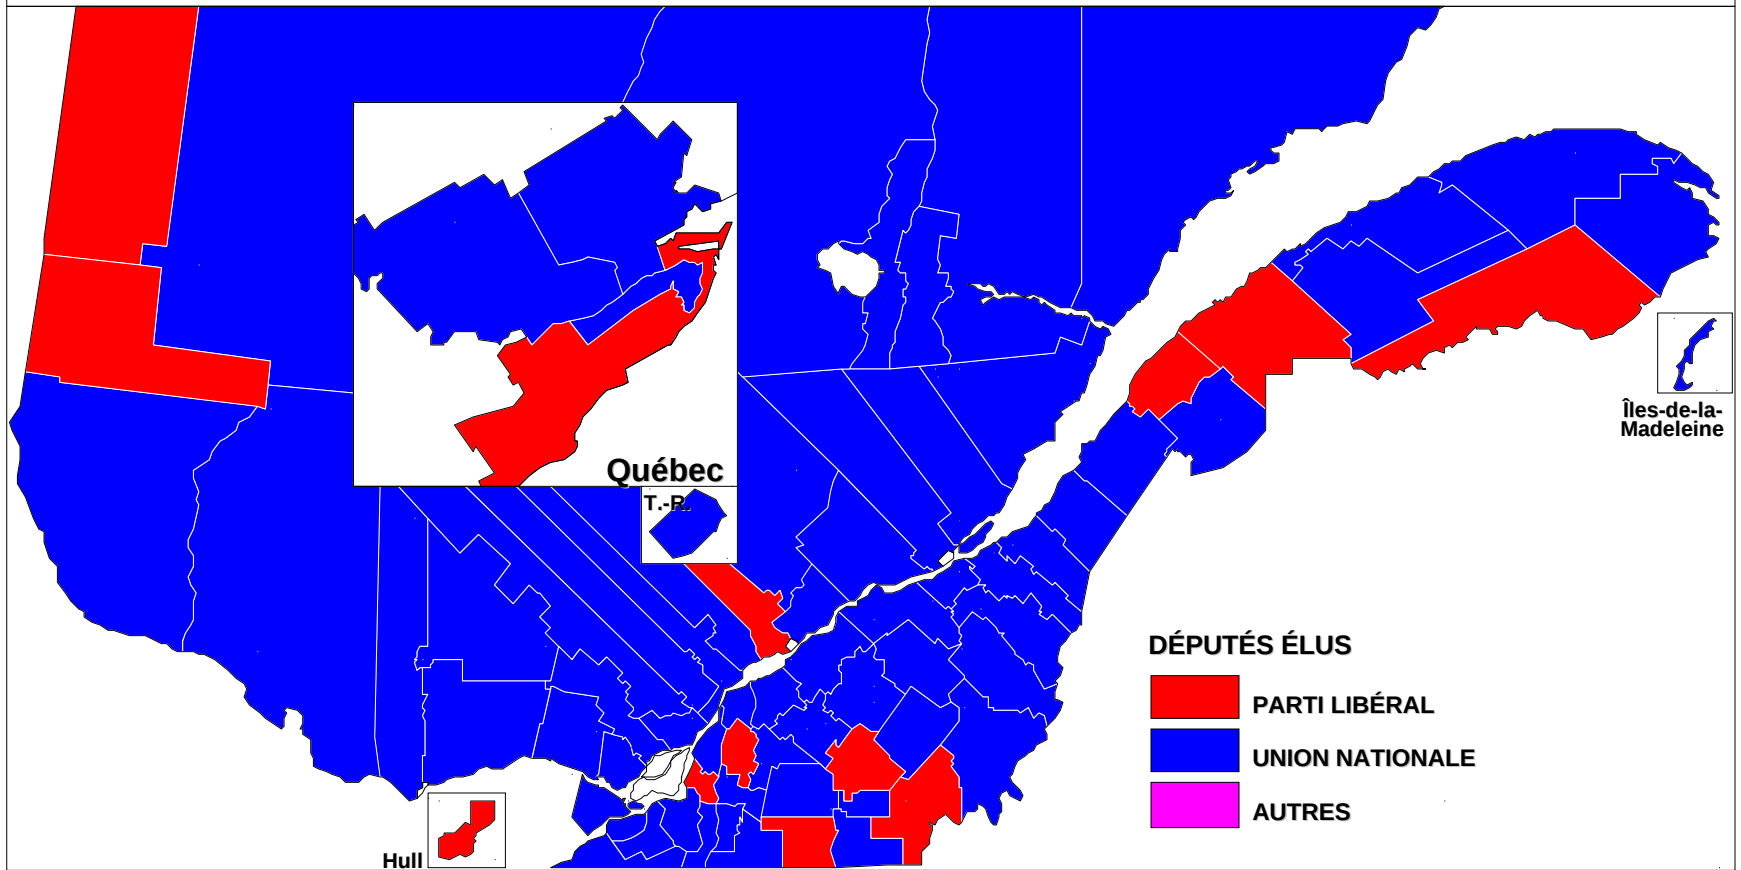 Québec
T.-R.
Îles-de-la-
Madeleine
DÉPUTÉS ÉLUS
PARTI LIBÉRAL
UNION NATIONALE
AUTRES
Hull